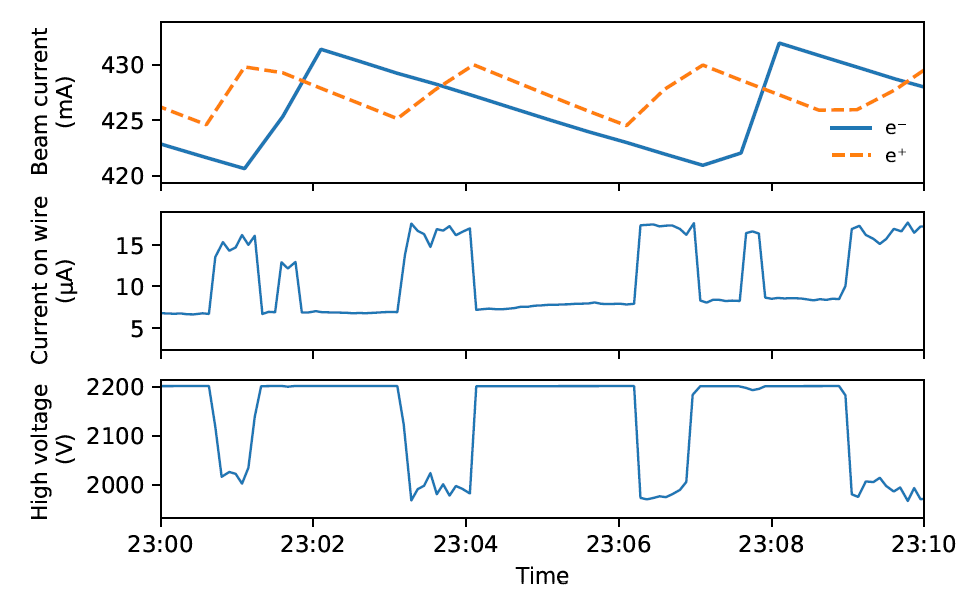 Beam current
(mA)
430
425
420
e⁻
e⁺
Current on wire
(μA)
15
10
5
High voltage
(V)
2200
2100
2000
23:00 23:02 23:04 23:06 23:08 23:10
Time